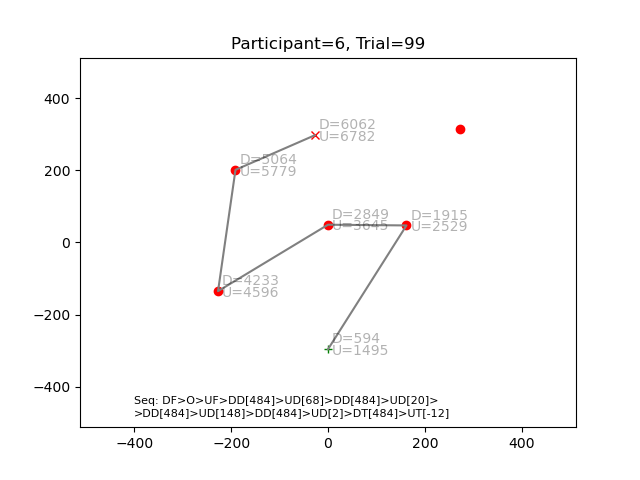 Participant=6, Trial=99
400
200
0
−200
−400
D=6062
U=6782
D=5064
U=5779
D=2849
U=3645
D=1915
U=2529
D=4233
U=4596
D=594
U=1495
Seq: DF>O>UF>DD[484]>UD[68]>DD[484]>UD[20]>
>DD[484]>UD[148]>DD[484]>UD[2]>DT[484]>UT[-12]
−400 −200 0 200 400